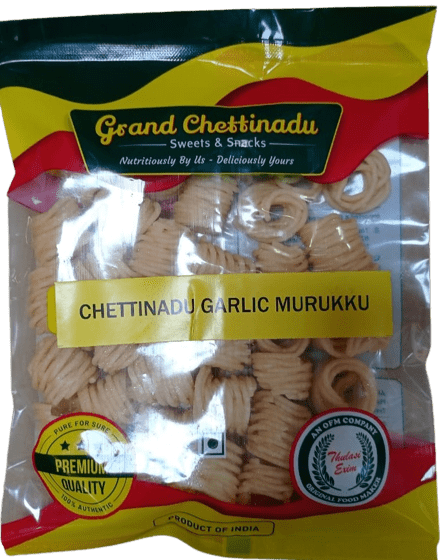 Grand Chettinadu
Sweets & Snacks
Nutritiously By Us - Deliciously Yours
CHETTINADU GARLIC MURUKKU
PURE FOR SURE
PREMIUM
QUALITY
100% AUTHENTIC
AN OFM COMPANY
Thulasi
Exim
ORIGINAL FOOD MAKER
PRODUCT OF INDIA